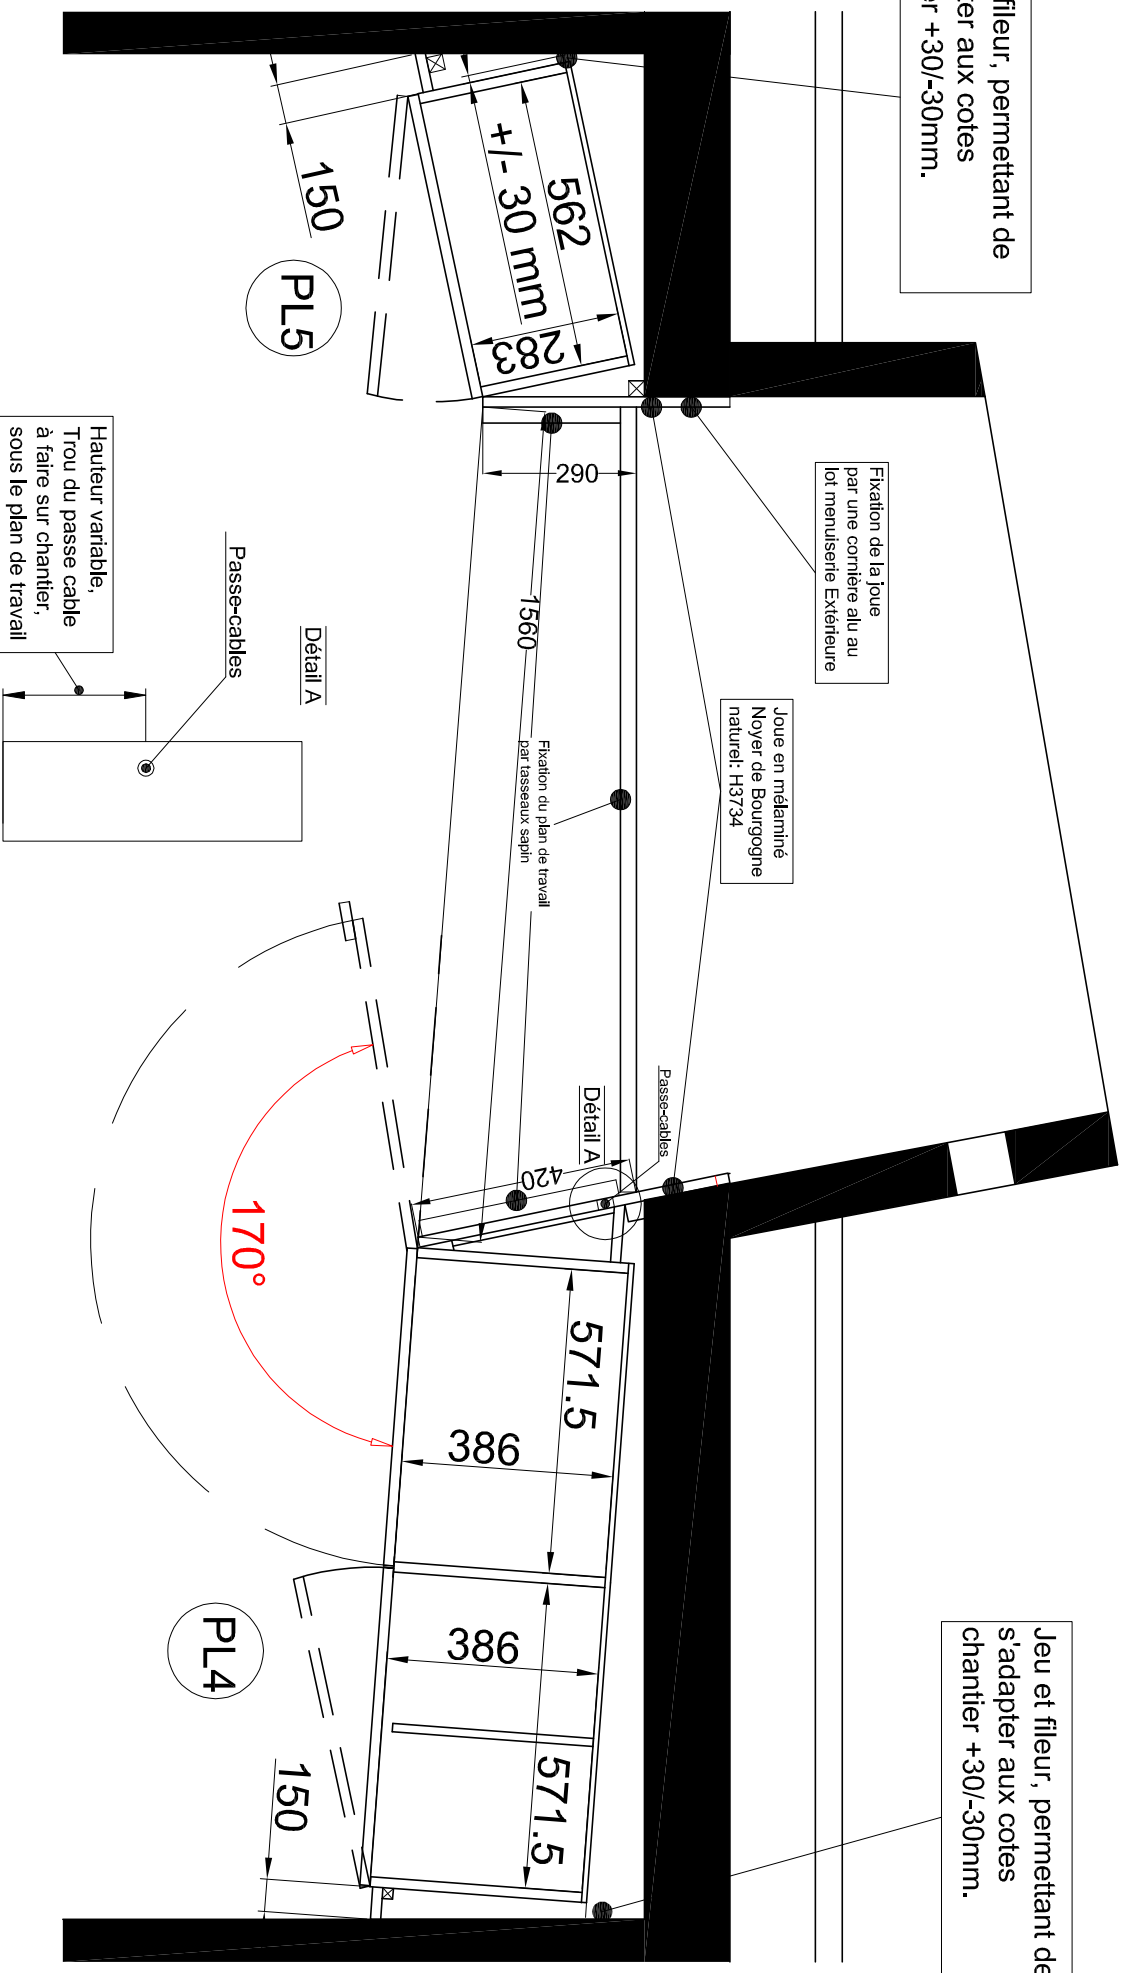 fileur, permettant de
ter aux cotes
er +30/-30mm.
Jeu et fileur, permettant de
s'adapter aux cotes
chantier +30/-30mm.
Fixation de la joue
par une cornière alu au
lot menuiserie Extérieure
Joue en mélaminé
Noyer de Bourgogne
naturel: H3734
Passe-cables
Détail A
562
+/- 30 mm
283
150
PL5
290
1560
Fixation du plan de travail
par tasseaux sapin
420
571.5
386
386
571.5
170°
PL4
150
Détail A
Passe-cables
Hauteur variable,
Trou du passe cable
à faire sur chantier,
sous le plan de travail